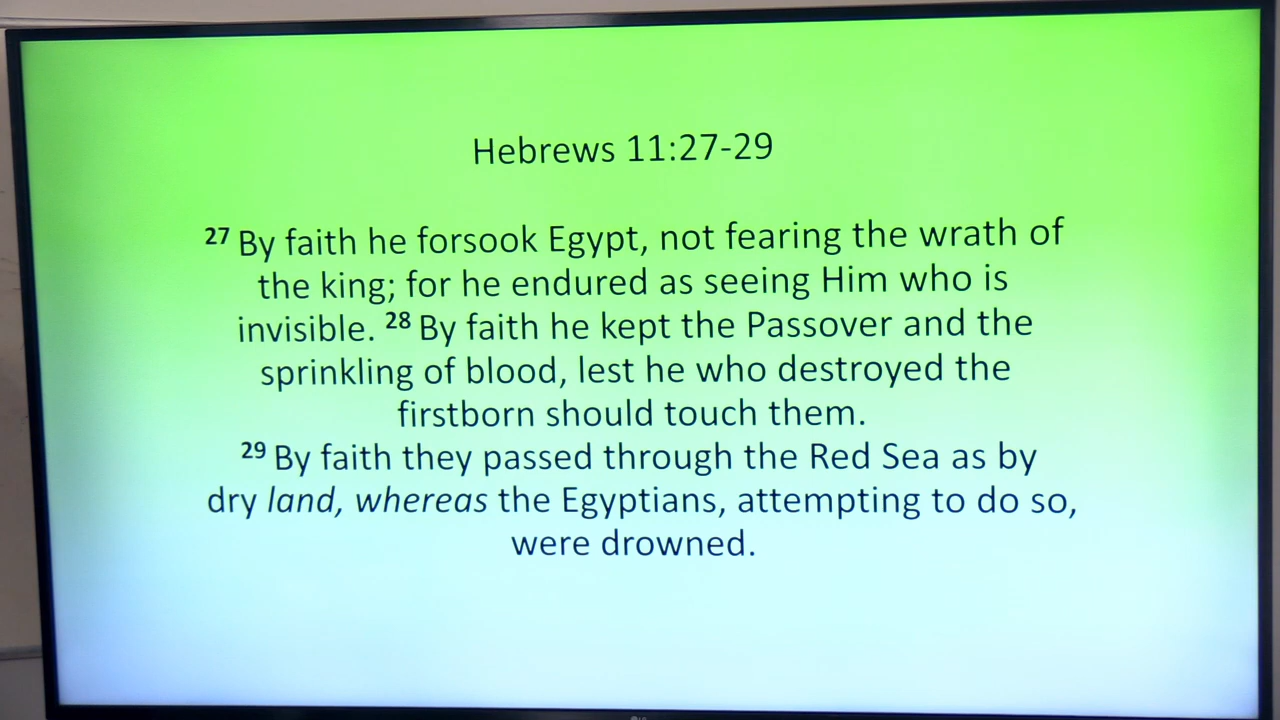 Hebrews 11:27-29
27 By faith he forsook Egypt, not fearing the wrath of
the king; for he endured as seeing Him who is
invisible. 28 By faith he kept the Passover and the
sprinkling of blood, lest he who destroyed the
firstborn should touch them.
29 By faith they passed through the Red Sea as by
dry land, whereas the Egyptians, attempting to do so,
were drowned.
LG